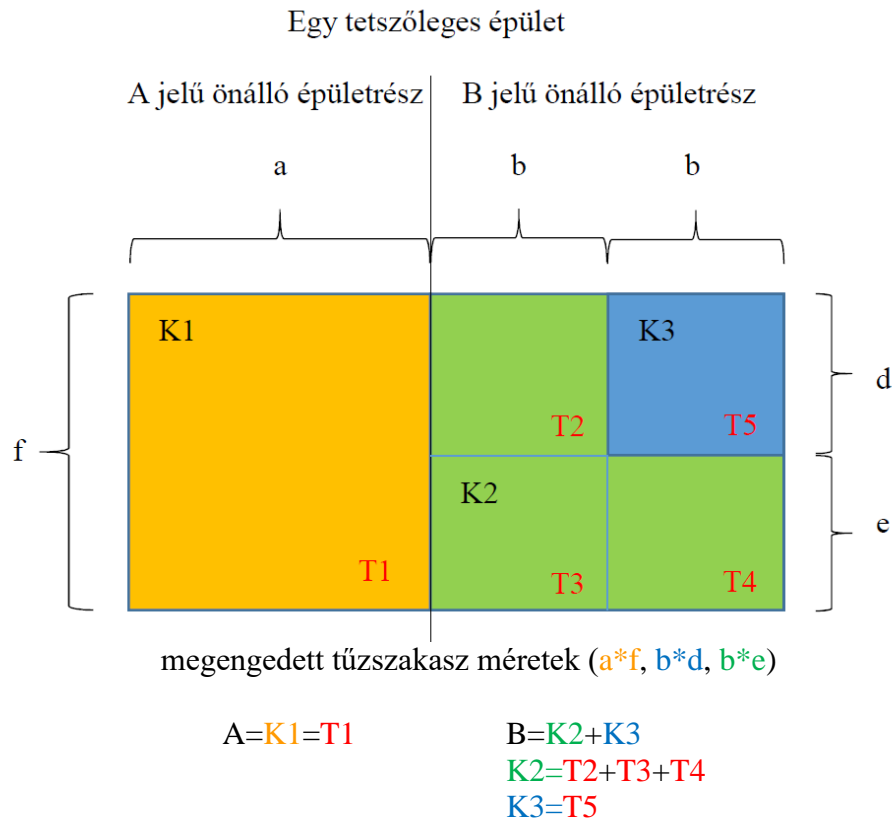 Egy tetszőleges épület
A jelű önálló épületrész
B jelű önálló épületrész
a
b
b
K1
K3
d
T2
T5
f
K2
e
T1
T3
T4
megengedett tűzszakasz méretek (a*f, b*d, b*e)
A=K1=T1
B=K2+K3
K2=T2+T3+T4
K3=T5